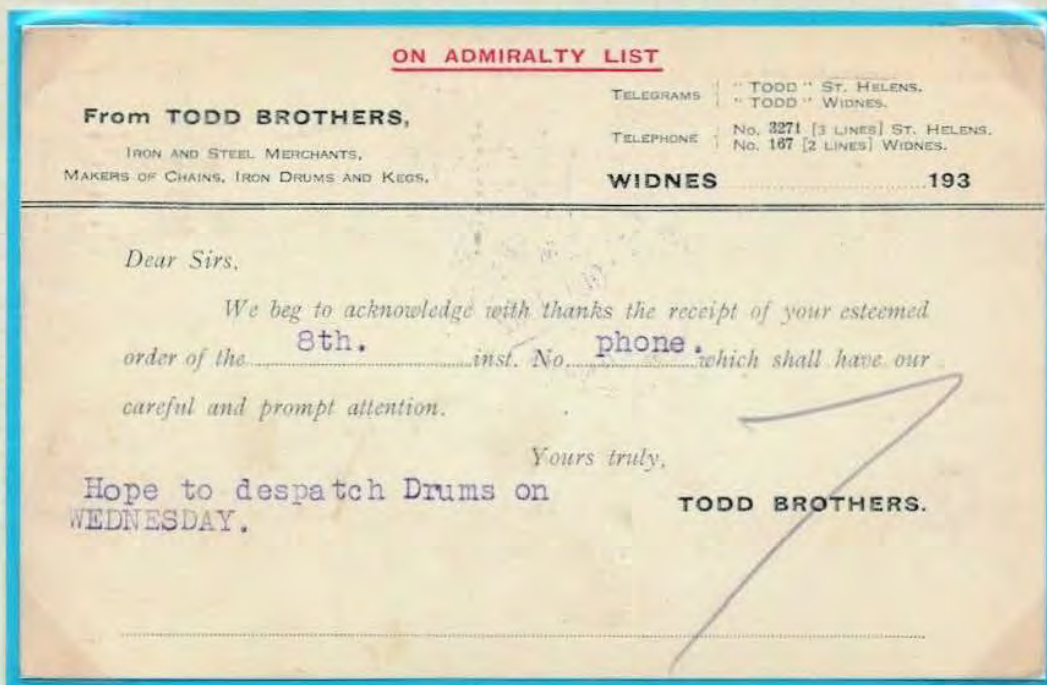 ON ADMIRALTY LIST
From TODD BROTHERS,
IRON AND STEEL MERCHANTS,
MAKERS OF CHAINS, IRON DRUMS AND KEGS.
TELEGRAMS " TODD " ST. HELENS.
" TODD " WIDNES.
TELEPHONE No. 3271 [3 LINES] ST. HELENS.
No. 167 [2 LINES] WIDNES.
WIDNES 193
Dear Sirs,
We beg to acknowledge with thanks the receipt of your esteemed
order of the 8th. inst. No. phone. which shall have our
careful and prompt attention.
Yours truly,
Hope to despatch Drums on
WEDNESDAY.
TODD BROTHERS.